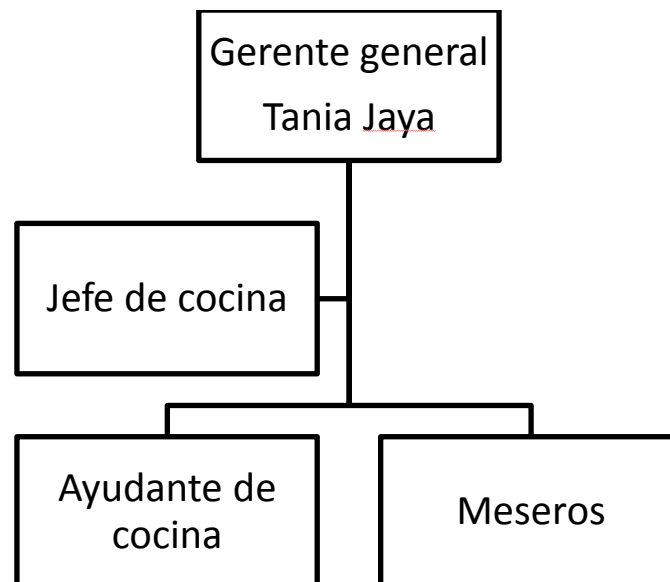 Gerente general
Tania Jaya
Jefe de cocina
Ayudante de
cocina
Meseros